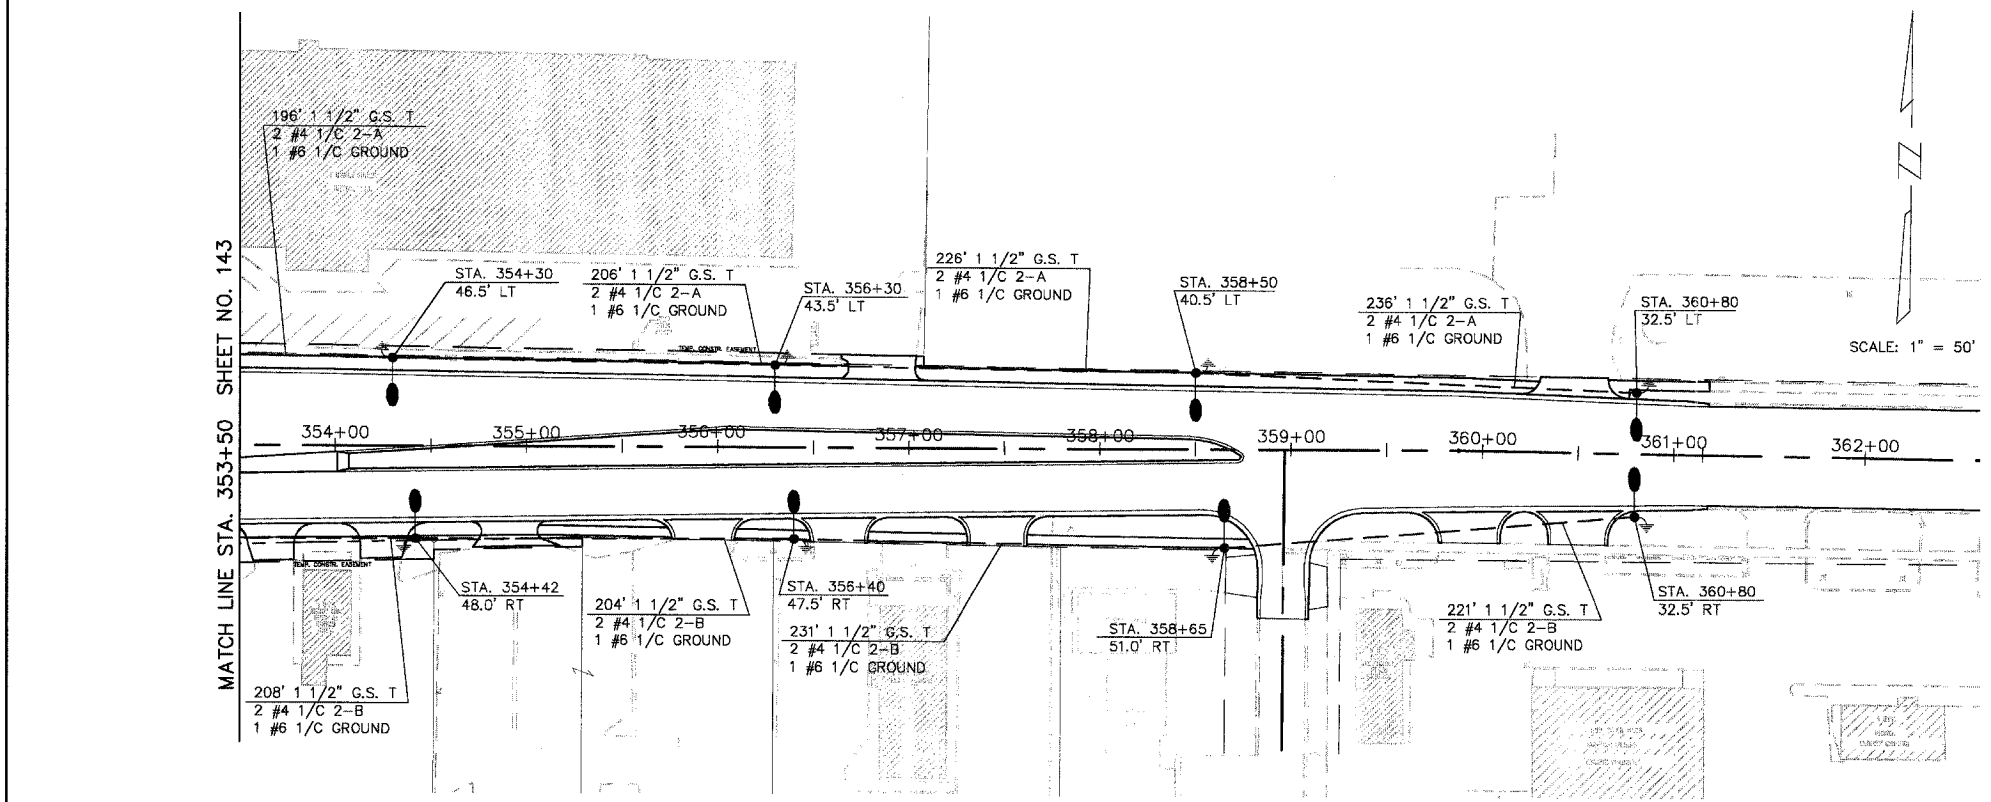 196' 1 1/2" G.S. T
2 #4 1/C 2-A
1 #6 1/C GROUND
MATCH LINE STA. 353+50 SHEET NO. 143
STA. 354+30
46.5' LT
206' 1 1/2" G.S. T
2 #4 1/C 2-A
1 #6 1/C GROUND
STA. 356+30
43.5' LT
226' 1 1/2" G.S. T
2 #4 1/C 2-A
1 #6 1/C GROUND
STA. 358+50
40.5' LT
236' 1 1/2" G.S. T
2 #4 1/C 2-A
1 #6 1/C GROUND
STA. 360+80
32.5' LT
N
SCALE: 1" = 50'
TEMP. CONSTR. EASEMENT
354+00 355+00 356+00 357+00 358+00 359+00 360+00 361+00 362+00
TEMP. CONSTR. EASEMENT
STA. 354+42
48.0' RT
204' 1 1/2" G.S. T
2 #4 1/C 2-B
1 #6 1/C GROUND
STA. 356+40
47.5' RT
231' 1 1/2" G.S. T
2 #4 1/C 2-B
1 #6 1/C GROUND
STA. 358+65
51.0' RT
221' 1 1/2" G.S. T
2 #4 1/C 2-B
1 #6 1/C GROUND
STA. 360+80
32.5' RT
208' 1 1/2" G.S. T
2 #4 1/C 2-B
1 #6 1/C GROUND